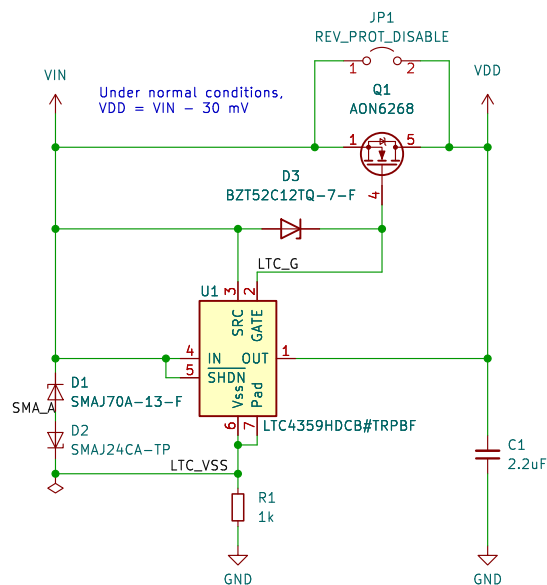 JP1
REV_PROT_DISABLE
1 2
VIN
VDD
Under normal conditions,
VDD = VIN - 30 mV
Q1
AON6268
1 5
4
D3
BZT52C12TQ-7-F
LTC_G
U1
3 2
SRC GATE
4 IN OUT 1
5 SHDN
Vss Pad
6 7
LTC4359HDCB#TRPBF
D1
SMAJ70A-13-F
SMA_A
D2
SMAJ24CA-TP
LTC_VSS
R1
1k
C1
2.2uF
GND
GND